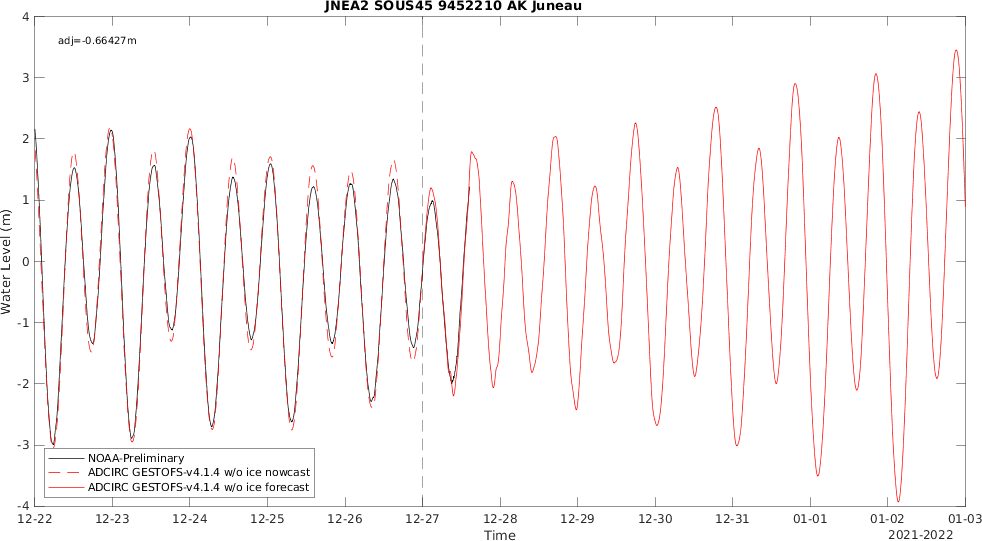 JNEA2 SOUS45 9452210 AK Juneau
adj=-0.66427m
4
3
2
1
0
-1
-2
-3
-4
Water Level (m)
NOAA-Preliminary
ADCIRC GESTOFS-v4.1.4 w/o ice nowcast
ADCIRC GESTOFS-v4.1.4 w/o ice forecast
12-22 12-23 12-24 12-25 12-26 12-27 12-28 12-29 12-30 12-31 01-01 01-02 01-03
Time
2021-2022